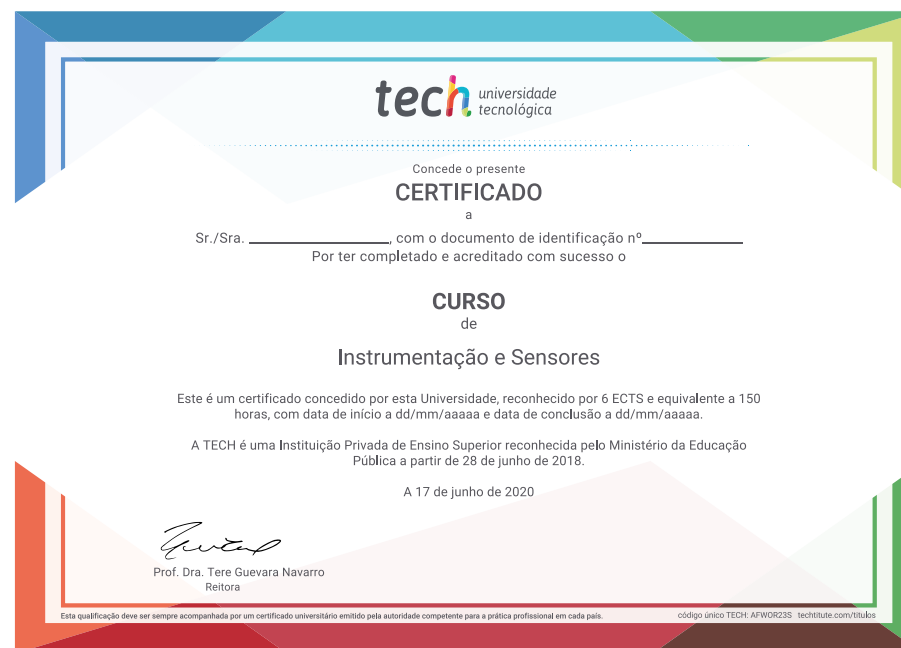 tech universidade
tecnológica
Concede o presente
CERTIFICADO
a
Sr./Sra. ________________, com o documento de identificação nº____________
Por ter completado e acreditado com sucesso o
CURSO
de
Instrumentação e Sensores
Este é um certificado concedido por esta Universidade, reconhecido por 6 ECTS e equivalente a 150
horas, com data de início a dd/mm/aaaaa e data de conclusão a dd/mm/aaaaa.
A TECH é uma Instituição Privada de Ensino Superior reconhecida pelo Ministério da Educação
Pública a partir de 28 de junho de 2018.
A 17 de junho de 2020
Prof. Dra. Tere Guevara Navarro
Reitora
Esta qualificação deve ser sempre acompanhada por um certificado universitário emitido pela autoridade competente para a prática profissional em cada país.
código único TECH: AFWOR23S techtitute.com/titulos